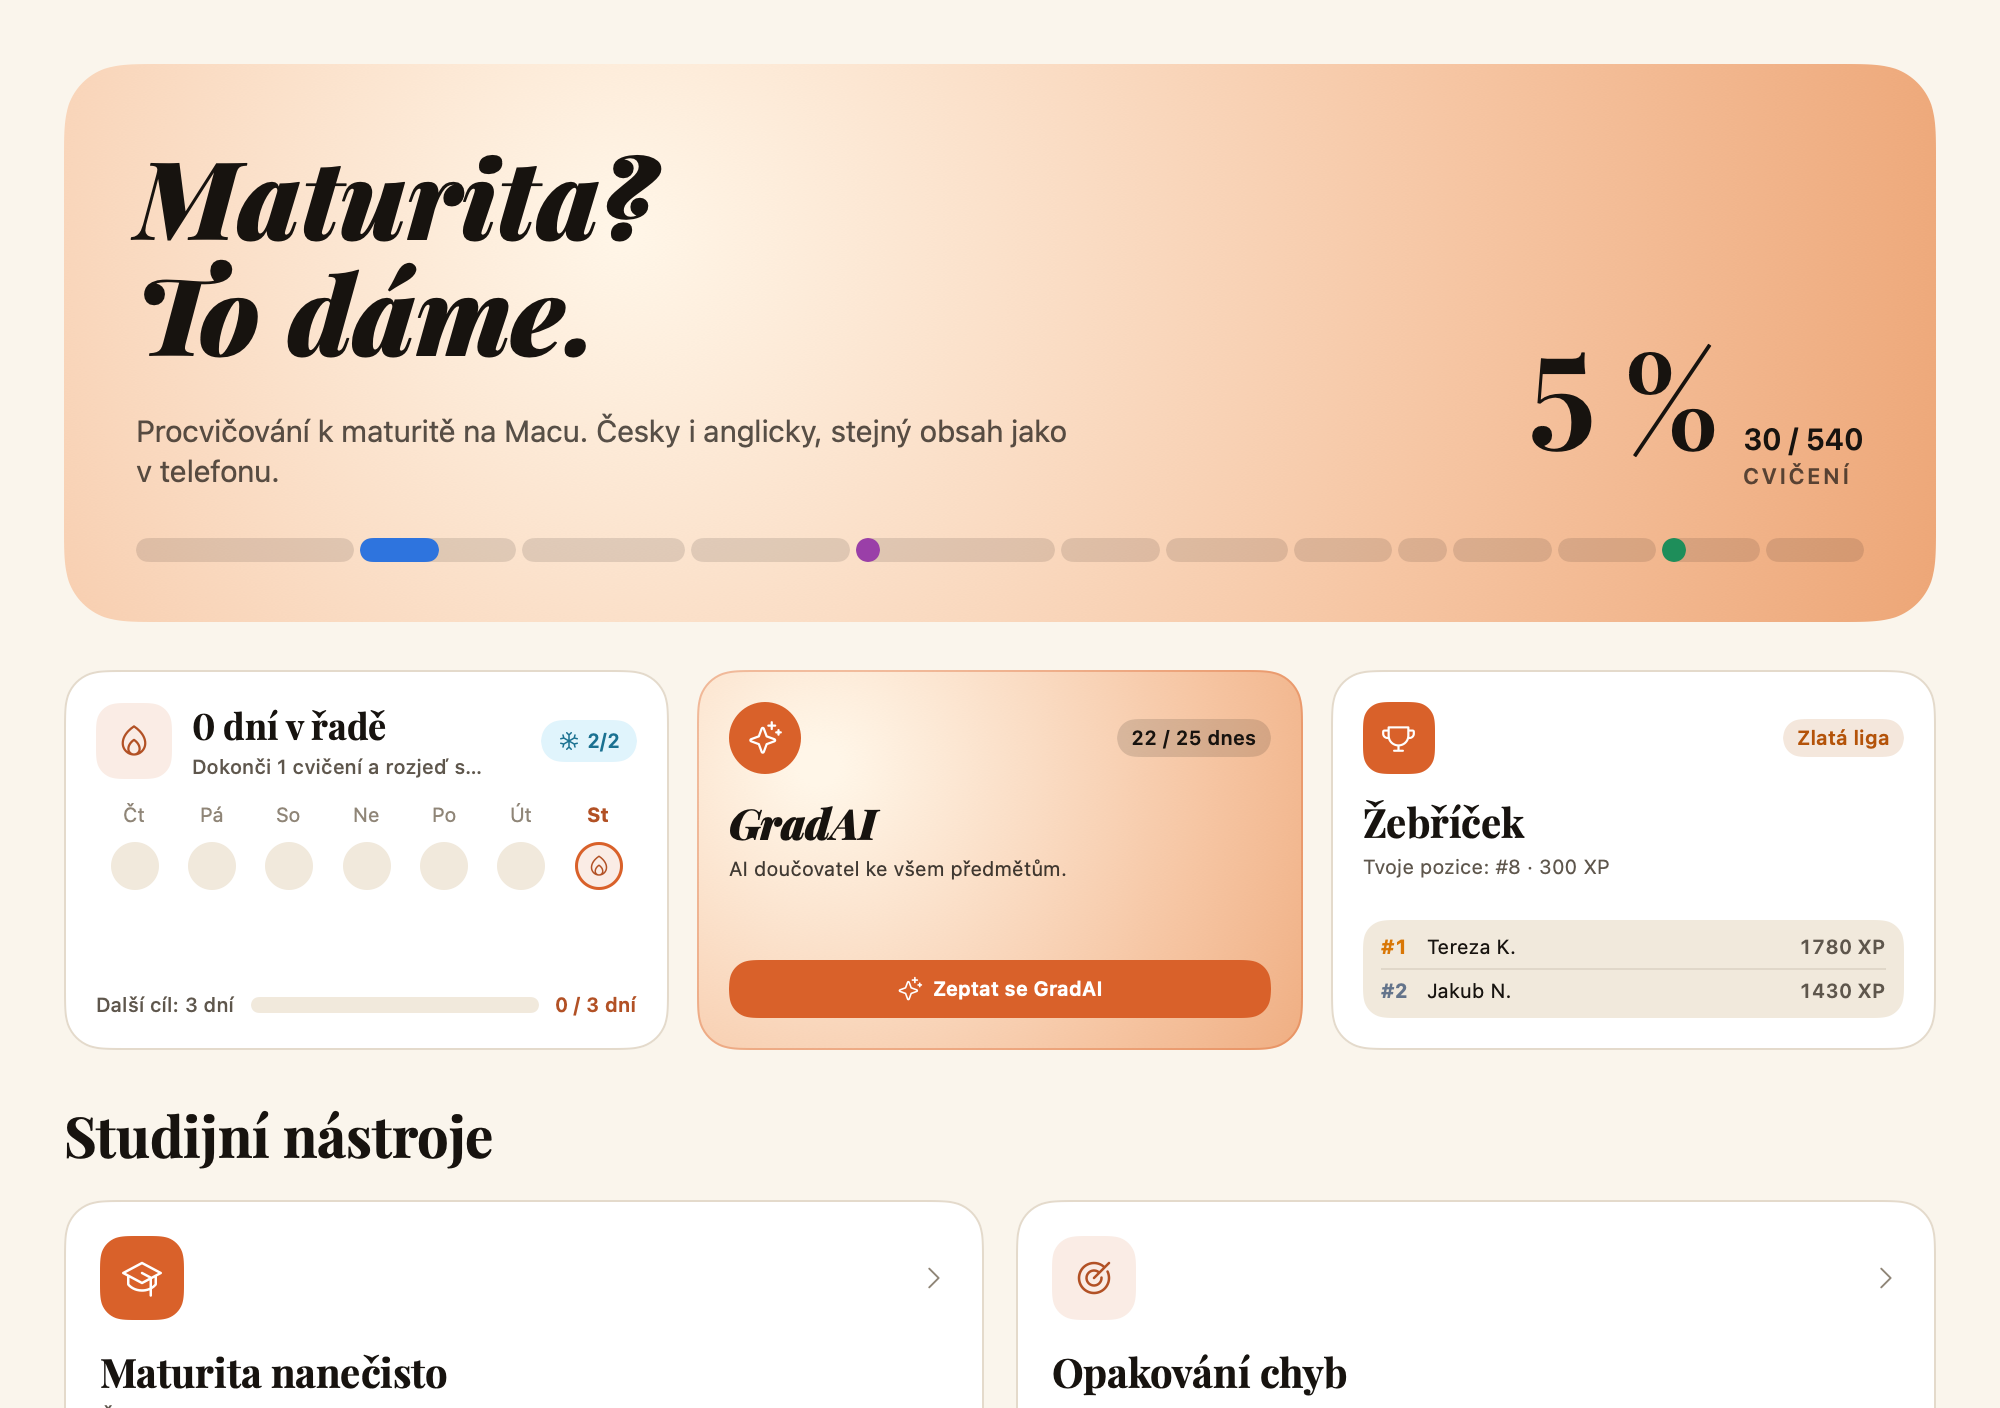 Maturita?
To dáme.
Procvičování k maturitě na Macu. Česky i anglicky, stejný obsah jako
v telefonu.
5 %
30 / 540
CVIČENÍ
0 dní v řadě
Dokonči 1 cvičení a rozjeď s...
2/2
Čt Pá So Ne Po Út St
Další cíl: 3 dní
0 / 3 dní
22 / 25 dnes
GradAI
AI doučovatel ke všem předmětům.
Zeptat se GradAI
Zlatá liga
Žebříček
Tvoje pozice: #8 · 300 XP
#1 Tereza K. 1780 XP
#2 Jakub N. 1430 XP
Studijní nástroje
Maturita nanečisto
Opakování chyb